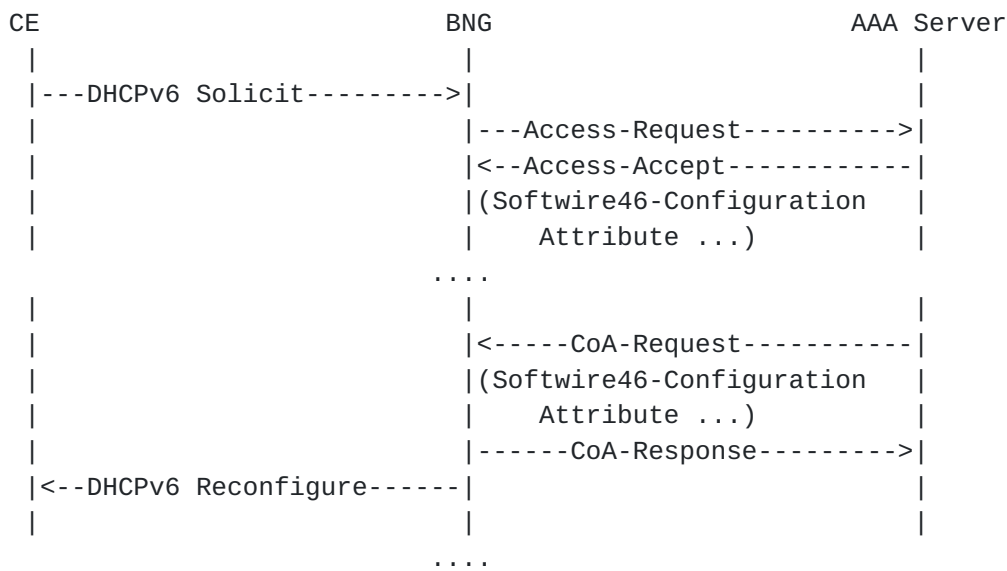 CE                          BNG                      AAA Server
 |                           |                           |
 |---DHCPv6 Solicit--------->|                           |
 |                           |---Access-Request--------->|
 |                           |<--Access-Accept-----------|
 |                           |(Softwire46-Configuration  |
 |                           |    Attribute ...)         |
                           ....
 |                           |                           |
 |                           |<-----CoA-Request----------|
 |                           |(Softwire46-Configuration  |
 |                           |    Attribute ...)         |
 |                           |------CoA-Response-------->|
 |<--DHCPv6 Reconfigure------|                           |
 |                           |                           |
                           ....